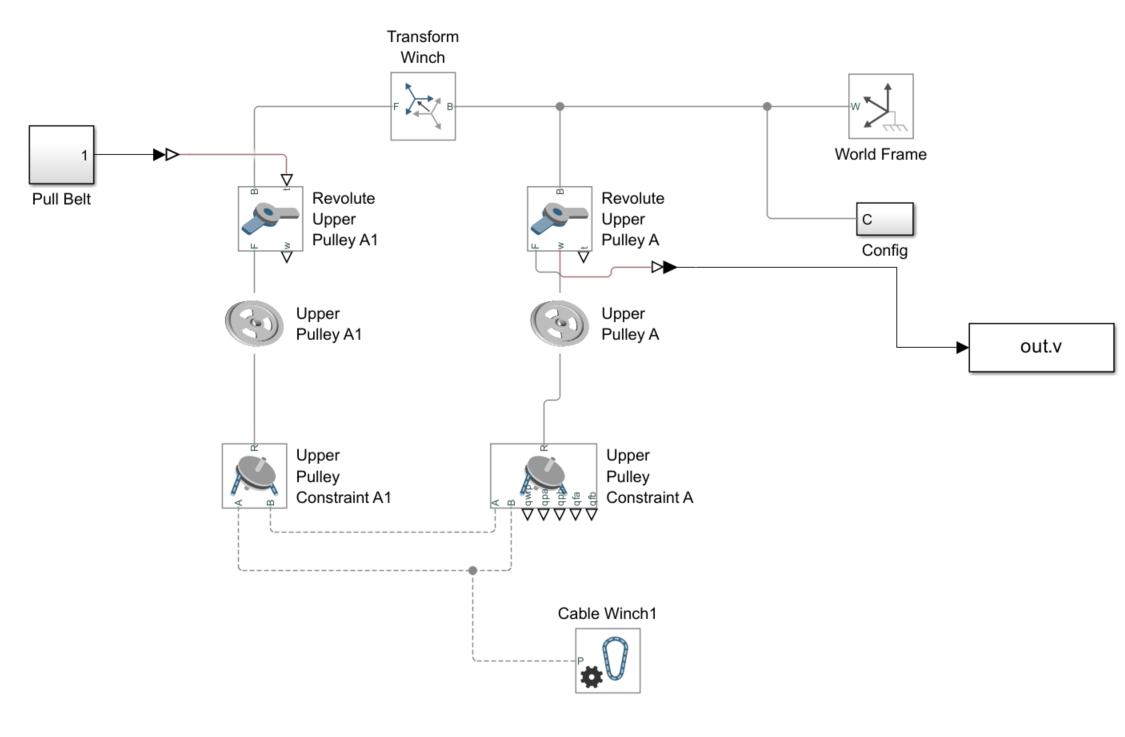 Transform
Winch
F
B
W
World Frame
1
Pull Belt
B
t
Revolute
Upper
Pulley A1
F
w
B
Revolute
Upper
Pulley A
F
w
t
C
Config
Upper
Pulley A1
Upper
Pulley A
out.v
R
Upper
Pulley
Constraint A1
A
B
R
Upper
Pulley
Constraint A
A
B
qwp
qpa
qpb
qfa
qfb
Cable Winch1
P